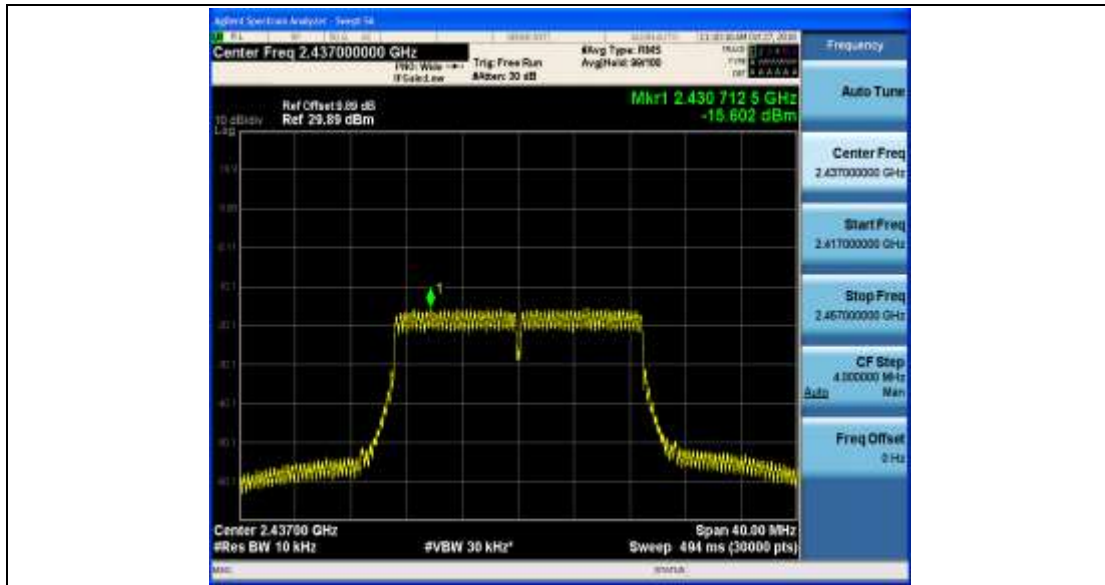 Agilent Spectrum Analyzer - Swept SA
Center Freq 2.437000000 GHz
PNO: Wide
IFGain:Low
Trig: Free Run
#Atten: 30 dB
#Avg Type: RMS
Avg|Hold: 99/100
Frequency
Auto Tune
Mkr1 2.430 712 5 GHz
-15.602 dBm
Ref Offset 9.89 dB
Ref 29.89 dBm
10 dB/div
Log
Center Freq
2.437000000 GHz
Start Freq
2.417000000 GHz
Stop Freq
2.457000000 GHz
CF Step
4.000000 MHz
Auto Man
Freq Offset
0 Hz
1
Center 2.43700 GHz
Span 40.00 MHz
#Res BW 10 kHz
#VBW 30 kHz*
Sweep 494 ms (30000 pts)
MSG
STATUS